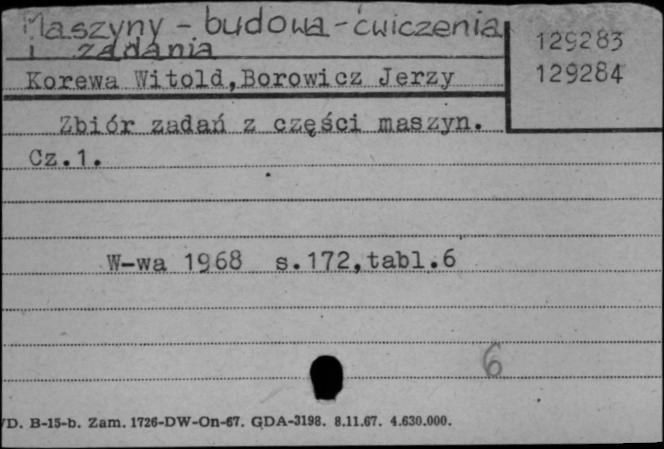 Maszyny - budowa - ćwiczenia
i zadania
129283
129284
Korewa Witold, Borowicz Jerzy
Zbiór zadań z części maszyn.
Cz.1.
W-wa 1968 s.172, tabl.6
6
D. B-15-b. Zam. 1726-DW-On-67. GDA-3198. 8.11.67. 4.630.000.